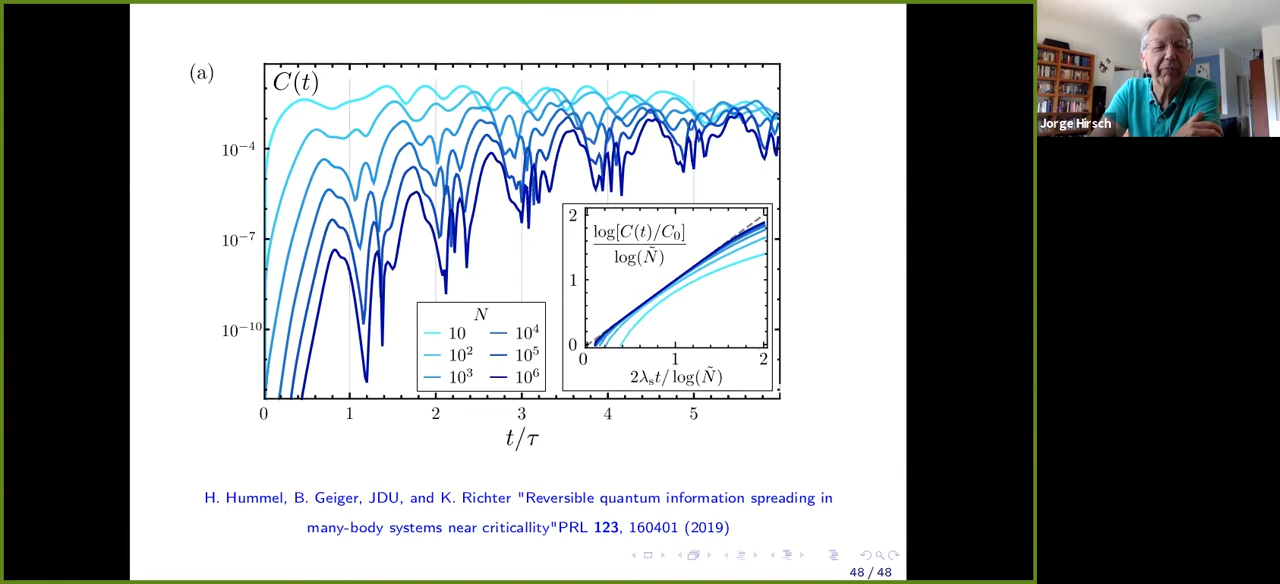 (a)
C(t)
10−4
10−7
10−10
0 1 2 3 4 5
t/τ
N
10 10^4
10^2 10^5
10^3 10^6
2
1
0
log[C(t)/C₀]
log(Ñ)
0 1 2
2λₛt/ log(Ñ)
H. Hummel, B. Geiger, JDU, and K. Richter "Reversible quantum information spreading in
many-body systems near criticallity"PRL 123, 160401 (2019)
48 / 48
Jorge Hirsch